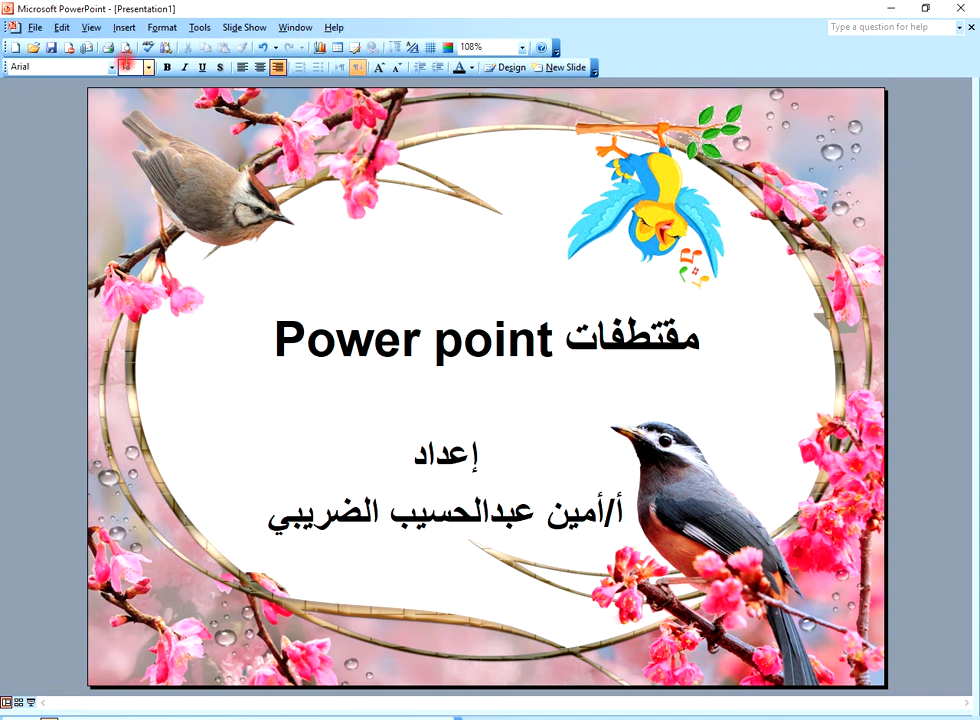 Microsoft PowerPoint - [Presentation1]
File Edit View Insert Format Tools Slide Show Window Help
Type a question for help
108%
Arial
Design New Slide
مقتطفات Power point
إعداد
أ/أمين عبدالحسيب الضريبي